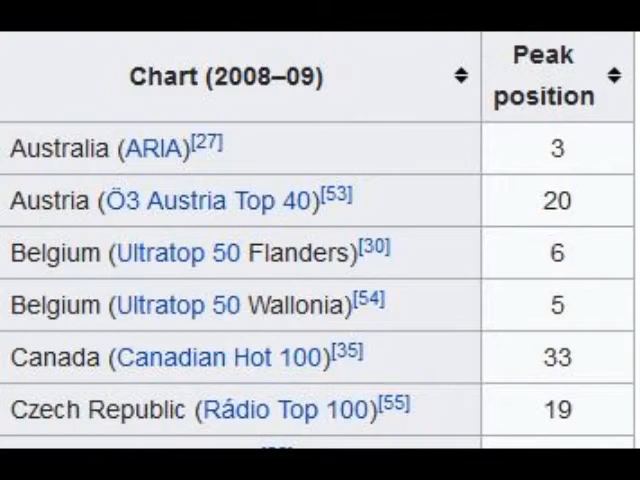 Chart (2008–09) Peak position
Australia (ARIA)[27] 3
Austria (Ö3 Austria Top 40)[53] 20
Belgium (Ultratop 50 Flanders)[30] 6
Belgium (Ultratop 50 Wallonia)[54] 5
Canada (Canadian Hot 100)[35] 33
Czech Republic (Rádio Top 100)[55] 19